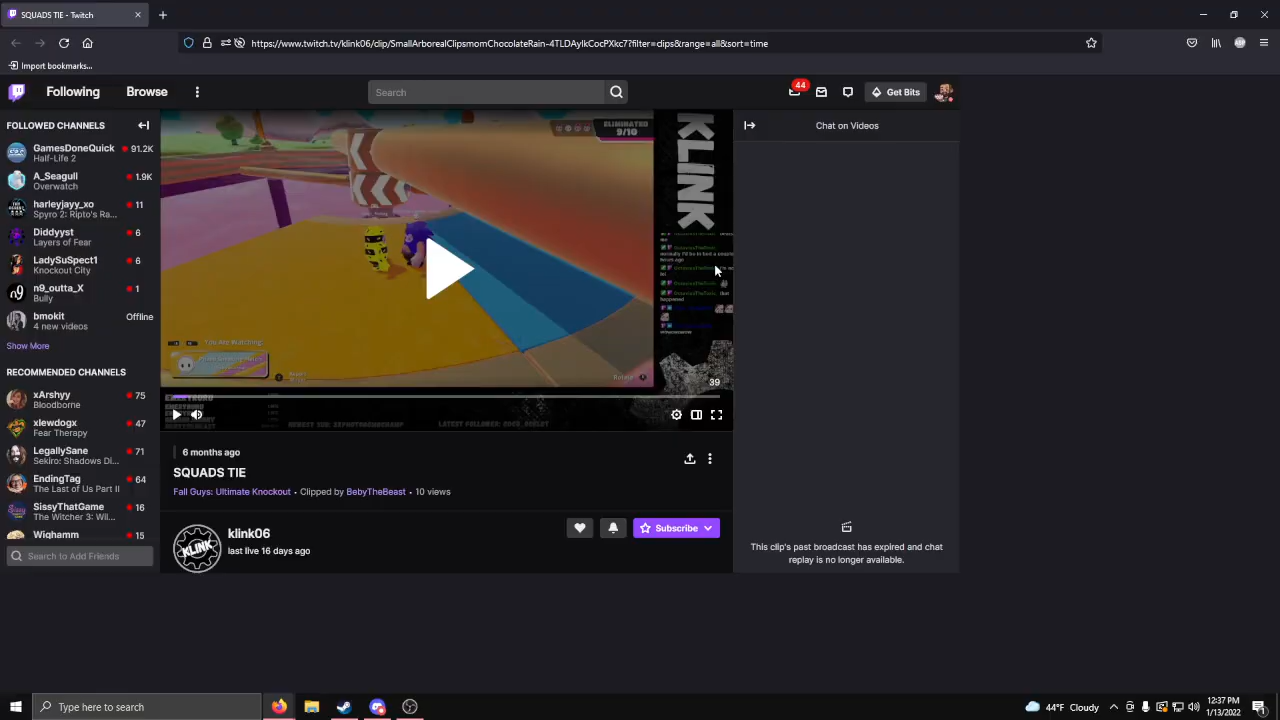 SQUADS TIE - Twitch
https://www.twitch.tv/klink06/clip/SmallArborealClipsmomChocolateRain-4TLDAyIkCocPXkc7?filter=clips&range=all&sort=time
Import bookmarks...
Following
Browse
Search
44
Get Bits
FOLLOWED CHANNELS
GamesDoneQuick 91.2K
Half-Life 2
A_Seagull 1.9K
Overwatch
harleyjayy_xo 11
Spyro 2: Ripto's Ra...
Diddyyst 6
Layers of Fear
LadySuSpect1 6
Knockout City
n9_outta_X 1
Bully
bmokit Offline
4 new videos
Show More
RECOMMENDED CHANNELS
xArshyy 75
Bloodborne
xlewdogx 47
Fear Therapy
LegallySane 71
Sekiro: Shadows Di...
EndingTag 64
The Last of Us Part II
SissyThatGame 16
The Witcher 3: Wil...
Wighamm 15
Search to Add Friends
ELIMINATED
9/10
KLINK
You Are Watching:
Rotate
39
6 months ago
SQUADS TIE
Fall Guys: Ultimate Knockout • Clipped by BebyTheBeast • 10 views
KLINK
klink06
last live 16 days ago
Subscribe
Chat on Videos
This clip's past broadcast has expired and chat
replay is no longer available.
Type here to search
44°F Cloudy
12:37 PM
1/13/2022